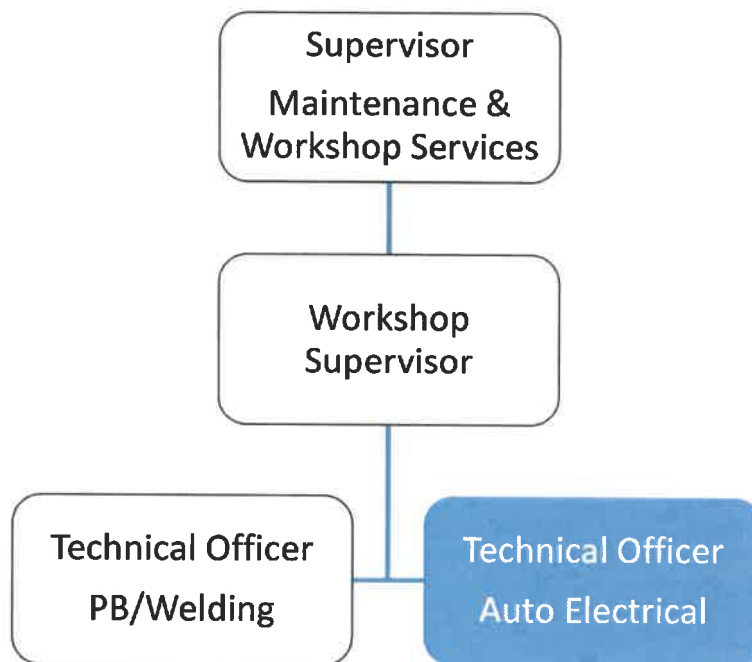 Supervisor
Maintenance &
Workshop Services
Workshop
Supervisor
Technical Officer
PB/Welding
Technical Officer
Auto Electrical